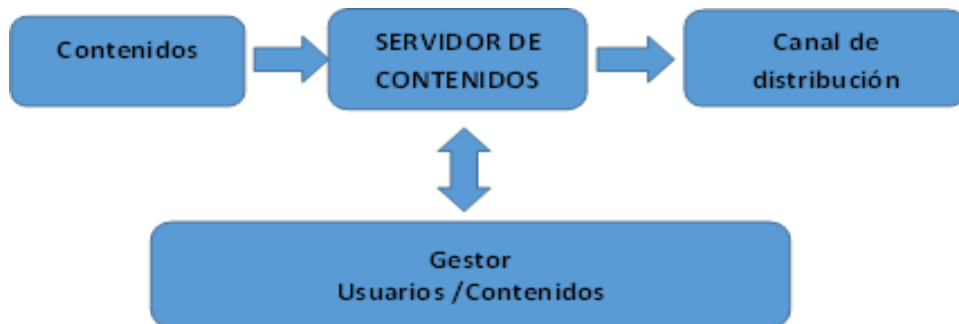 Contenidos
SERVIDOR DE
CONTENIDOS
Canal de
distribución
Gestor
Usuarios /Contenidos